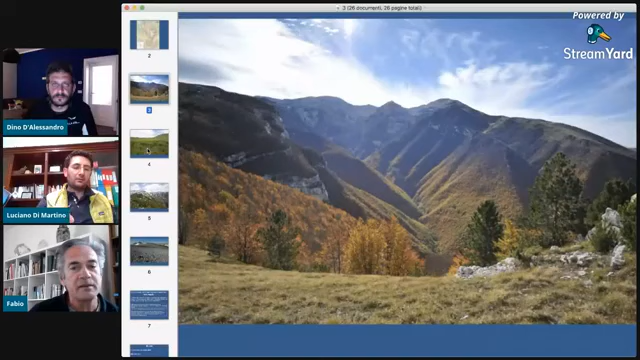 3 (26 documenti, 26 pagine totali)
Powered by
StreamYard
Dino D'Alessandro
Luciano Di Martino
Fabio
2
3
4
5
6
7